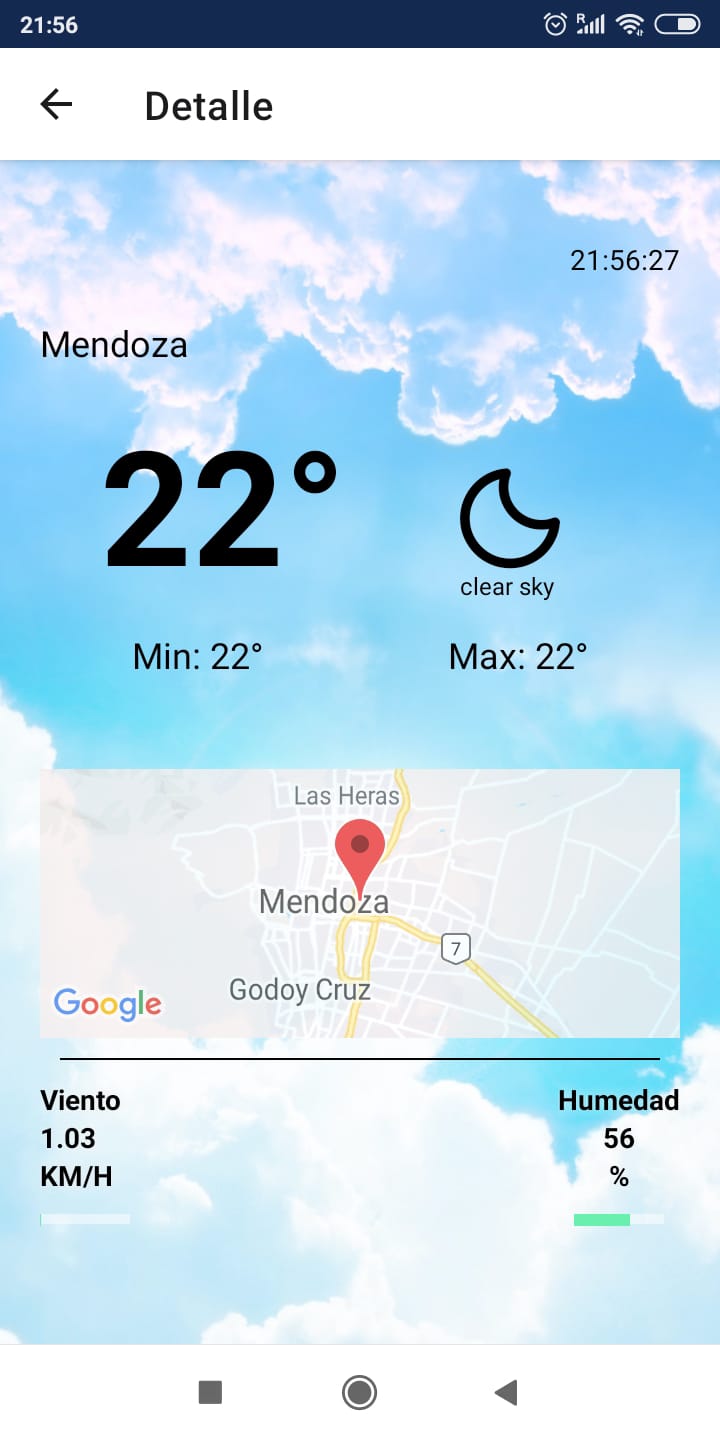 21:56
R
Detalle
21:56:27
Mendoza
22°
clear sky
Min: 22°
Max: 22°
Las Heras
Mendoza
7
Godoy Cruz
Google
Viento
1.03
KM/H
Humedad
56
%